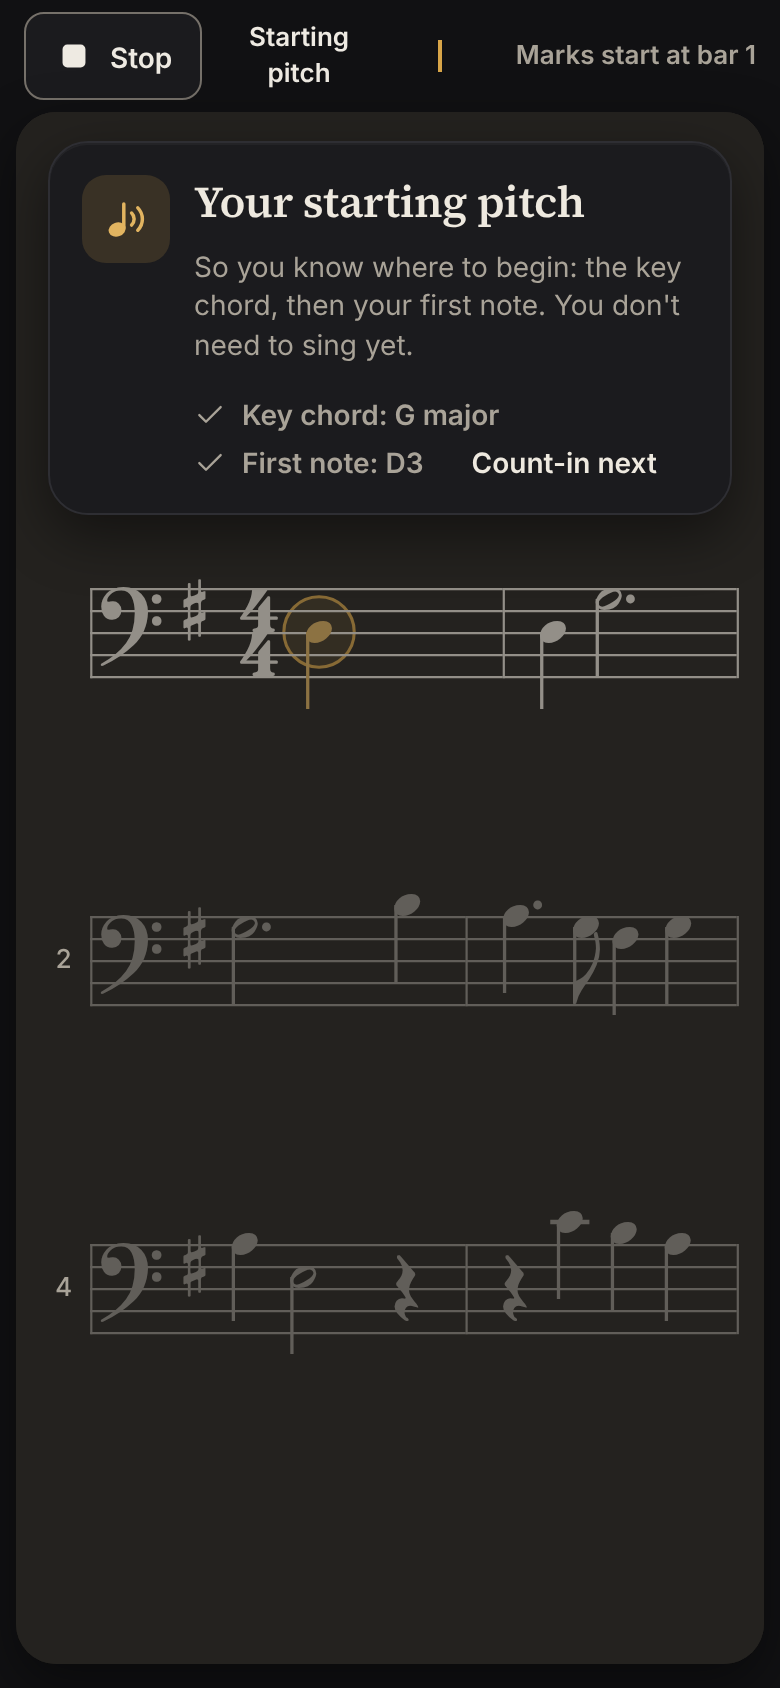 Stop
Starting
pitch
Marks start at bar 1
Your starting pitch
So you know where to begin: the key
chord, then your first note. You don't
need to sing yet.
Key chord: G major
First note: D3
Count-in next
4
4
2
4